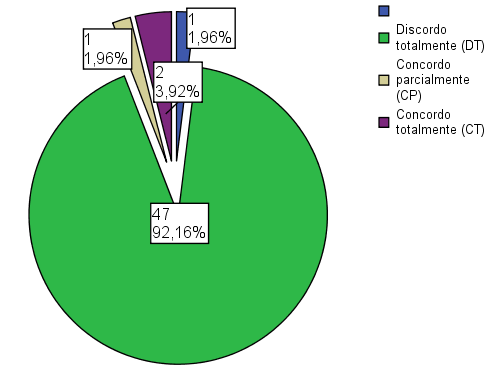 1
1,96%
1
1,96%
2
3,92%
47
92,16%
Discordo
totalmente (DT)
Concordo
parcialmente
(CP)
Concordo
totalmente (CT)